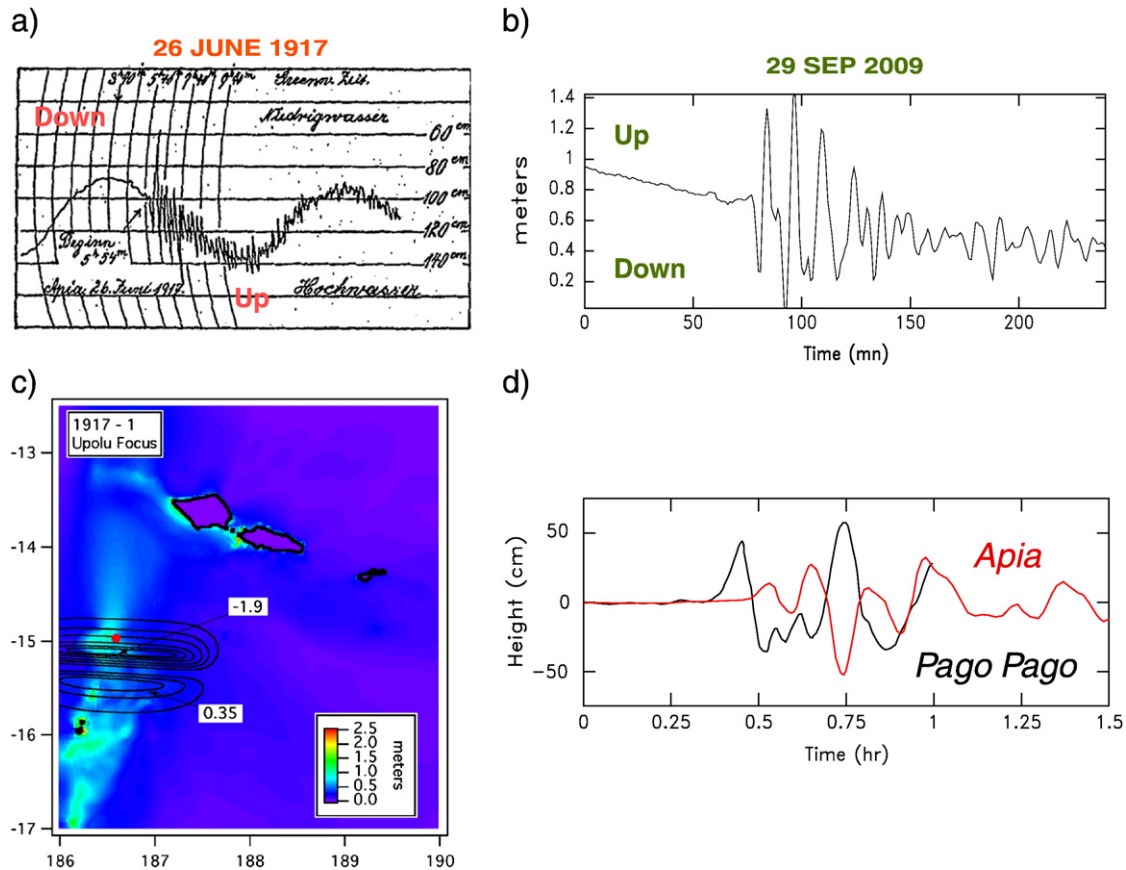 a)
26 JUNE 1917
3ʰ40ᵐ 5ʰ40ᵐ 7ʰ40ᵐ 9ʰ40ᵐ Greenw. Zeit.
Down
Niedrigwasser
60 cm
80 cm
100 cm
120 cm
140 cm
Beginn
5ʰ54ᵐ
Apia, 26. Juni 1917.
Up
Hochwasser
b)
29 SEP 2009
Up
Down
meters
1.4
1.2
1
0.8
0.6
0.4
0.2
0 50 100 150 200
Time (mn)
c)
1917 - 1
Upolu Focus
-13
-14
-15
-16
-17
-1.9
0.35
2.5
2.0
1.5
1.0
0.5
0.0
meters
186 187 188 189 190
d)
Height (cm)
50
0
-50
Apia
Pago Pago
0 0.25 0.5 0.75 1 1.25 1.5
Time (hr)